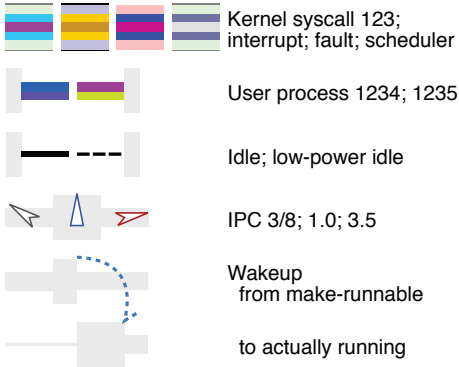 Kernel syscall 123;
interrupt; fault; scheduler
User process 1234; 1235
Idle; low-power idle
IPC 3/8; 1.0; 3.5
Wakeup
from make-runnable
to actually running